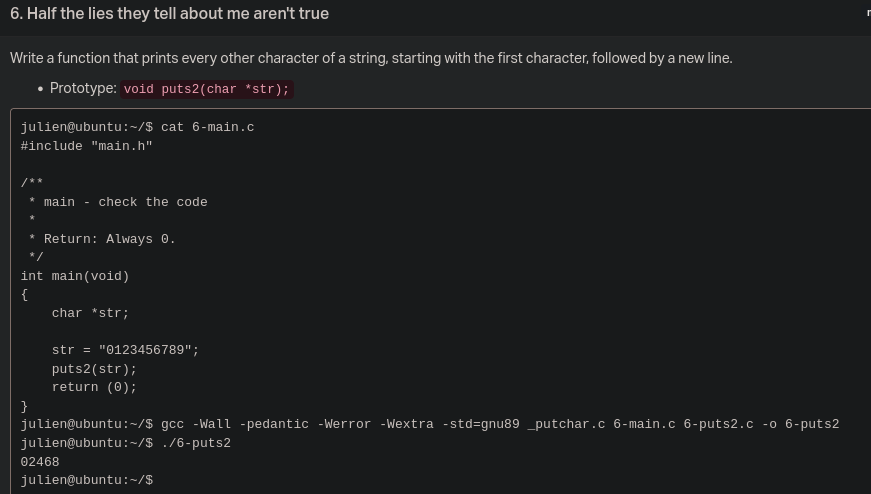 6. Half the lies they tell about me aren't true
Write a function that prints every other character of a string, starting with the first character, followed by a new line.
• Prototype: void puts2(char *str);
julien@ubuntu:~/$ cat 6-main.c
#include "main.h"
/**
 * main - check the code
 *
 * Return: Always 0.
 */
int main(void)
{
    char *str;
    str = "0123456789";
    puts2(str);
    return (0);
}
julien@ubuntu:~/$ gcc -Wall -pedantic -Werror -Wextra -std=gnu89 _putchar.c 6-main.c 6-puts2.c -o 6-puts2
julien@ubuntu:~/$ ./6-puts2
02468
julien@ubuntu:~/$